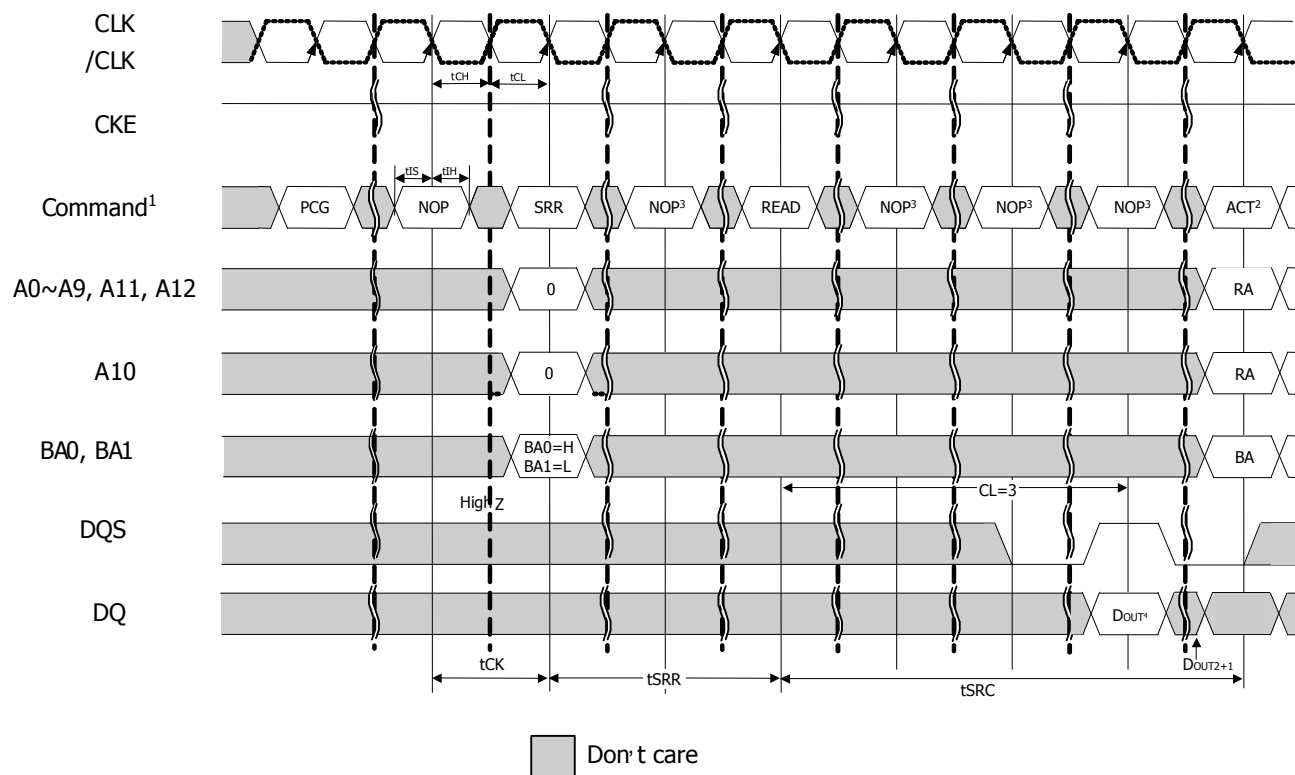 CLK
/CLK
tCH tCL
CKE
tIS tIH
Command¹ PCG NOP SRR NOP³ READ NOP³ NOP³ NOP³ ACT²
A0~A9, A11, A12 0 RA
A10 0 RA
BA0, BA1 BA0=H BA
BA1=L
CL=3
High Z
DQS
DQ DOUT⁴
DOUT2+1
tCK tSRR tSRC
Don't care